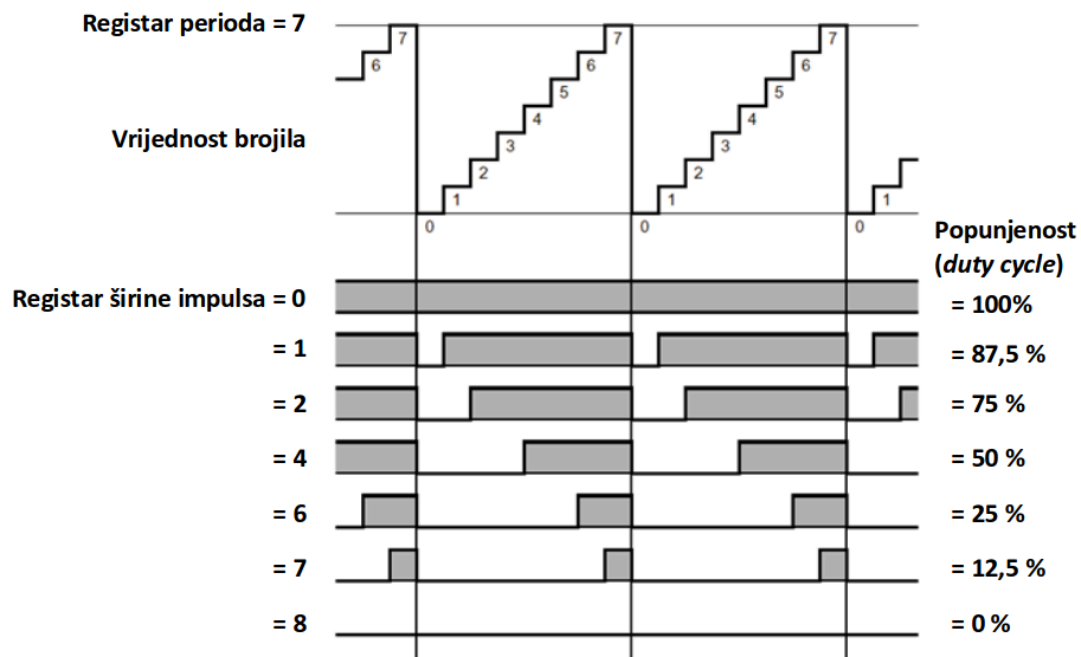 Registar perioda = 7
7 7 7
6 6 6
5 5
4 4
Vrijednost brojila
3 3
2 2
1 1 1
0 0 0
Popunjenost
(duty cycle)
Registar širine impulsa = 0 = 100%
= 1 = 87,5 %
= 2 = 75 %
= 4 = 50 %
= 6 = 25 %
= 7 = 12,5 %
= 8 = 0 %